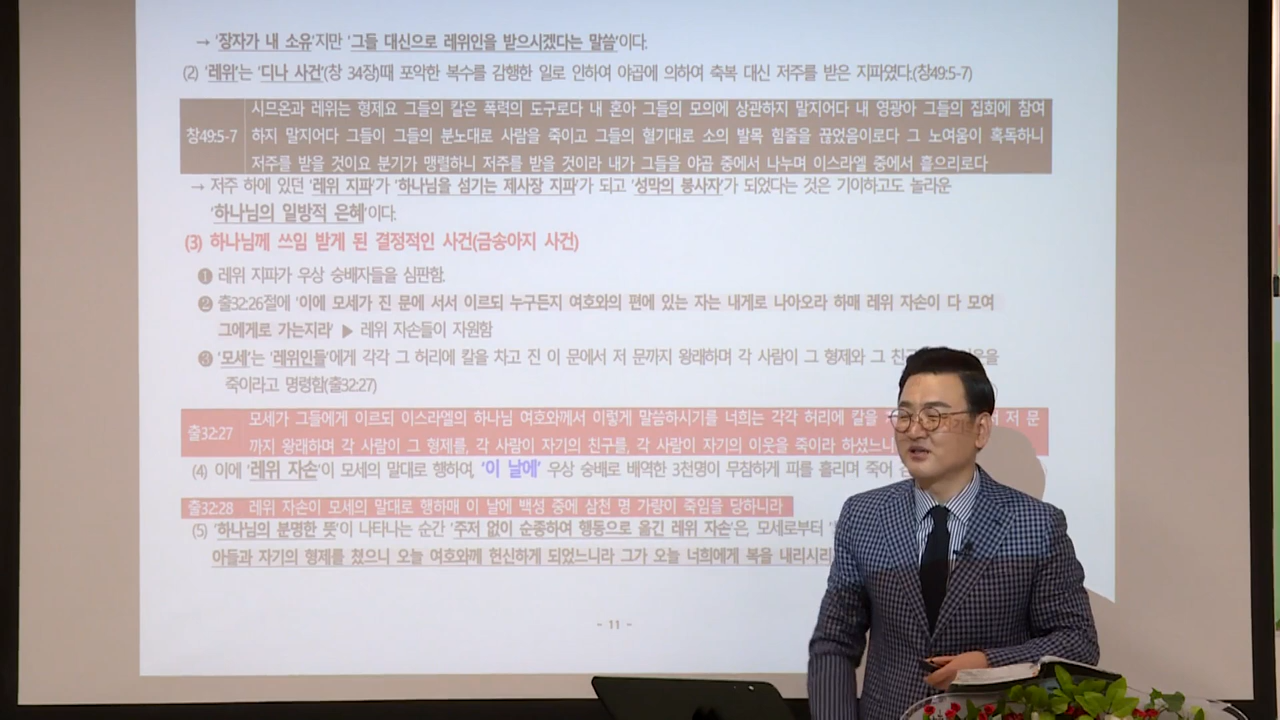 → '장자가 내 소유'지만 '그들 대신으로 레위인을 받으시겠다는 말씀'이다.
(2) '레위'는 '디나 사건'(창 34장)때 포악한 복수를 감행한 일로 인하여 야곱에 의하여 축복 대신 저주를 받은 지파였다.(창49:5-7)
시므온과 레위는 형제요 그들의 칼은 폭력의 도구로다 내 혼아 그들의 모의에 상관하지 말지어다 내 영광아 그들의 집회에 참여
창49:5-7 하지 말지어다 그들이 그들의 분노대로 사람을 죽이고 그들의 혈기대로 소의 발목 힘줄을 끊었음이로다 그 노여움이 혹독하니
저주를 받을 것이요 분기가 맹렬하니 저주를 받을 것이라 내가 그들을 야곱 중에서 나누며 이스라엘 중에서 흩으리로다
→ 저주 하에 있던 '레위 지파'가 '하나님을 섬기는 제사장 지파'가 되고 '성막의 봉사자'가 되었다는 것은 기이하고도 놀라운
'하나님의 일방적 은혜'이다.
(3) 하나님께 쓰임 받게 된 결정적인 사건(금송아지 사건)
❶ 레위 지파가 우상 숭배자들을 심판함.
❷ 출32:26절에 '이에 모세가 진 문에 서서 이르되 누구든지 여호와의 편에 있는 자는 내게로 나아오라 하매 레위 자손이 다 모여
그에게로 가는지라' ▶ 레위 자손들이 자원함
❸ '모세'는 '레위인들'에게 각각 그 허리에 칼을 차고 진 이 문에서 저 문까지 왕래하며 각 사람이 그 형제와 그
죽이라고 명령함(출32:27)
모세가 그들에게 이르되 이스라엘의 하나님 여호와께서 이렇게 말씀하시기를 너희는 각각 허리에 칼을 저 문
출32:27 까지 왕래하며 각 사람이 그 형제를, 각 사람이 자기의 친구를, 각 사람이 자기의 이웃을 죽이라 하셨느니
(4) 이에 '레위 자손'이 모세의 말대로 행하여, '이 날에' 우상 숭배로 배역한 3천명이 무참하게 피를 흘리며 죽어
출32:28 레위 자손이 모세의 말대로 행하매 이 날에 백성 중에 삼천 명 가량이 죽임을 당하니라
(5) '하나님의 분명한 뜻'이 나타나는 순간 '주저 없이 순종하여 행동으로 옮긴 레위 자손'은, 모세로부터
아들과 자기의 형제를 쳤으니 오늘 여호와께 헌신하게 되었느니라 그가 오늘 너희에게 복을 내리시리
- 11 -